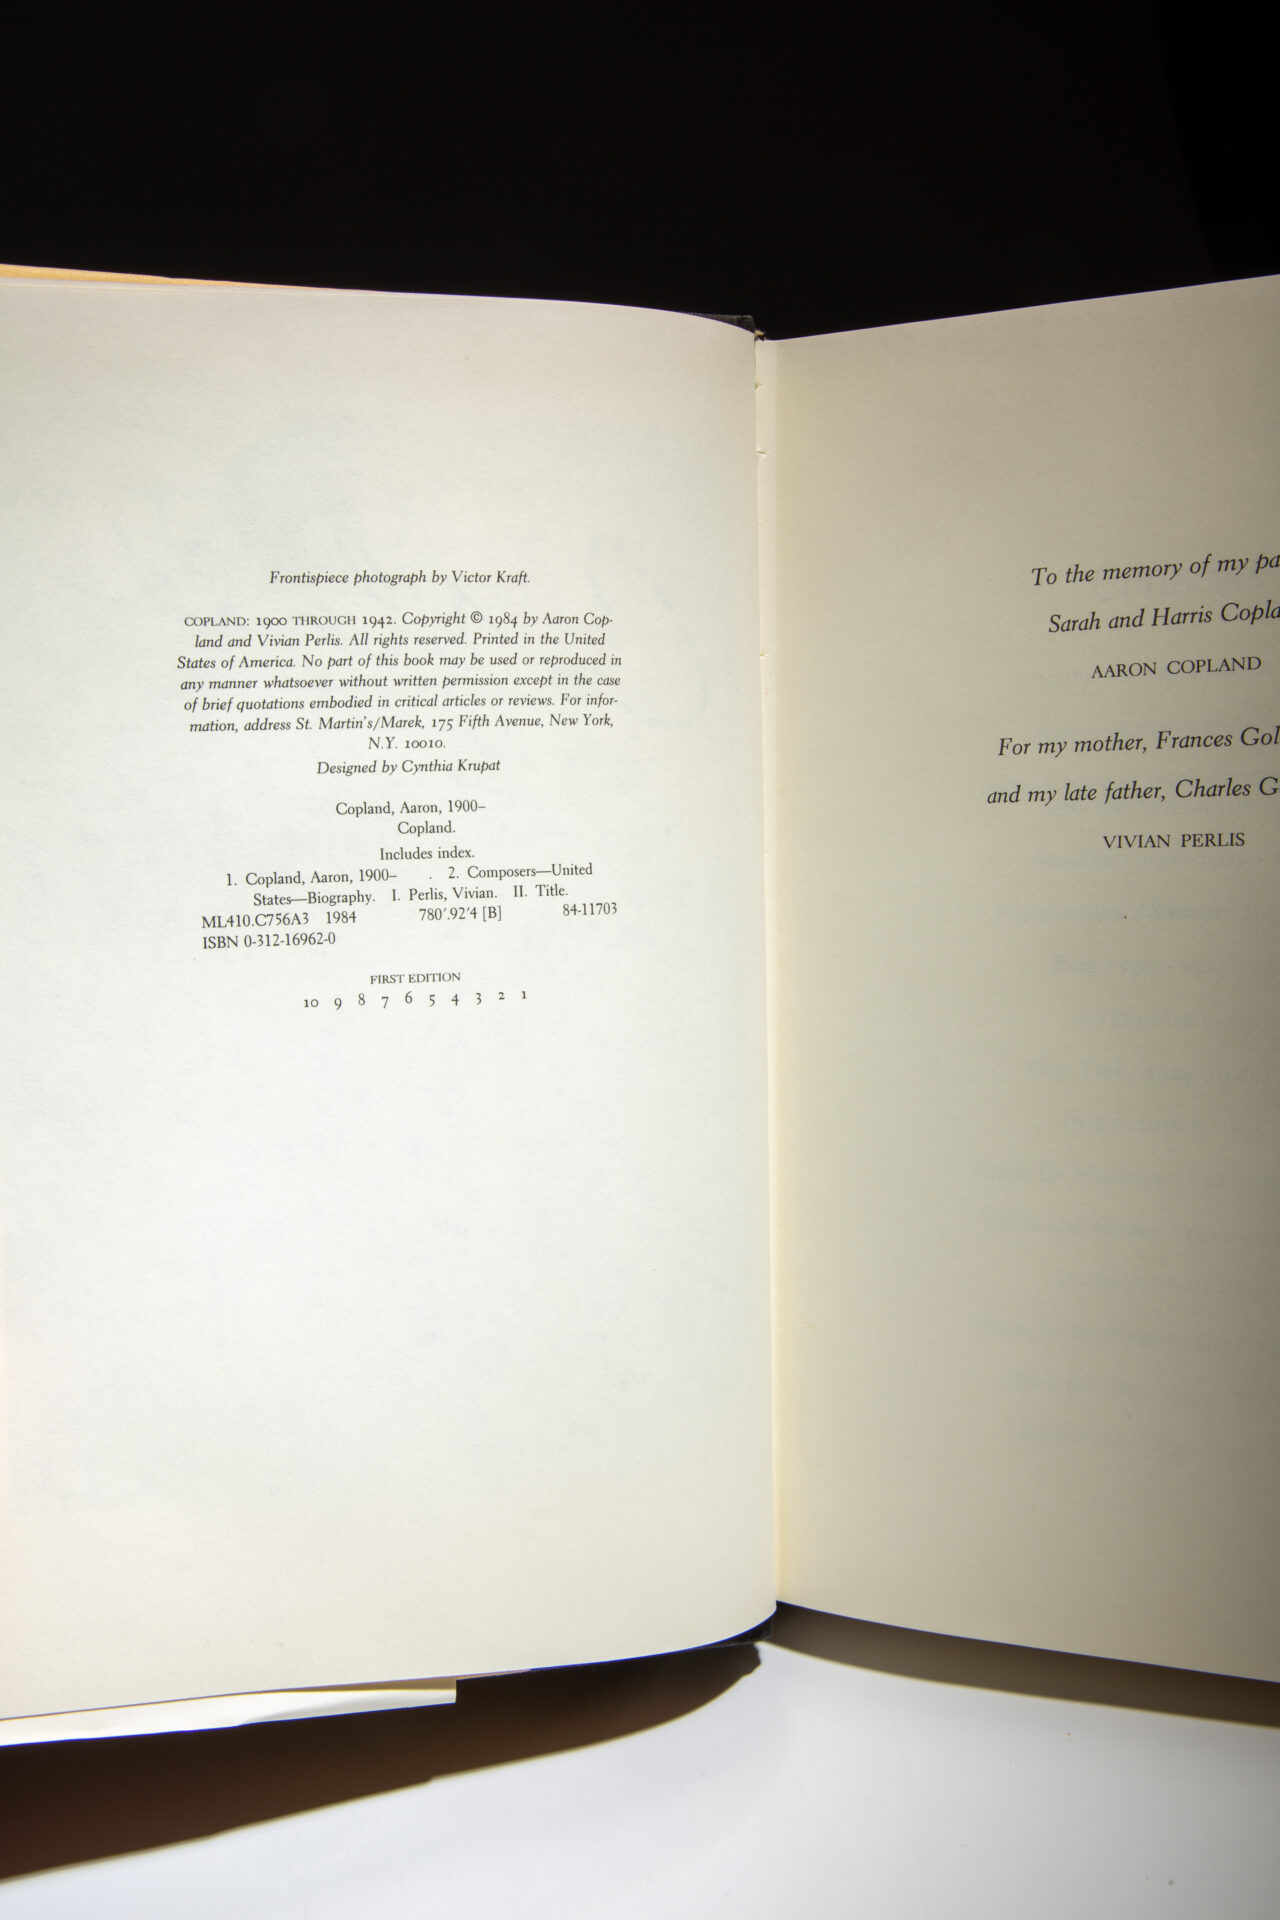 Frontispiece photograph by Victor Kraft.
COPLAND: 1900 THROUGH 1942. Copyright © 1984 by Aaron Cop-
land and Vivian Perlis. All rights reserved. Printed in the United
States of America. No part of this book may be used or reproduced in
any manner whatsoever without written permission except in the case
of brief quotations embodied in critical articles or reviews. For infor-
mation, address St. Martin's/Marek, 175 Fifth Avenue, New York,
N.Y. 10010.
Designed by Cynthia Krupat
Copland, Aaron, 1900–
Copland.
Includes index.
1. Copland, Aaron, 1900– . 2. Composers—United
States—Biography. I. Perlis, Vivian. II. Title.
ML410.C756A3 1984 780'.92'4 [B] 84-11703
ISBN 0-312-16962-0
FIRST EDITION
10 9 8 7 6 5 4 3 2 1
To the memory of my pa
Sarah and Harris Copla
AARON COPLAND
For my mother, Frances Gol
and my late father, Charles G
VIVIAN PERLIS